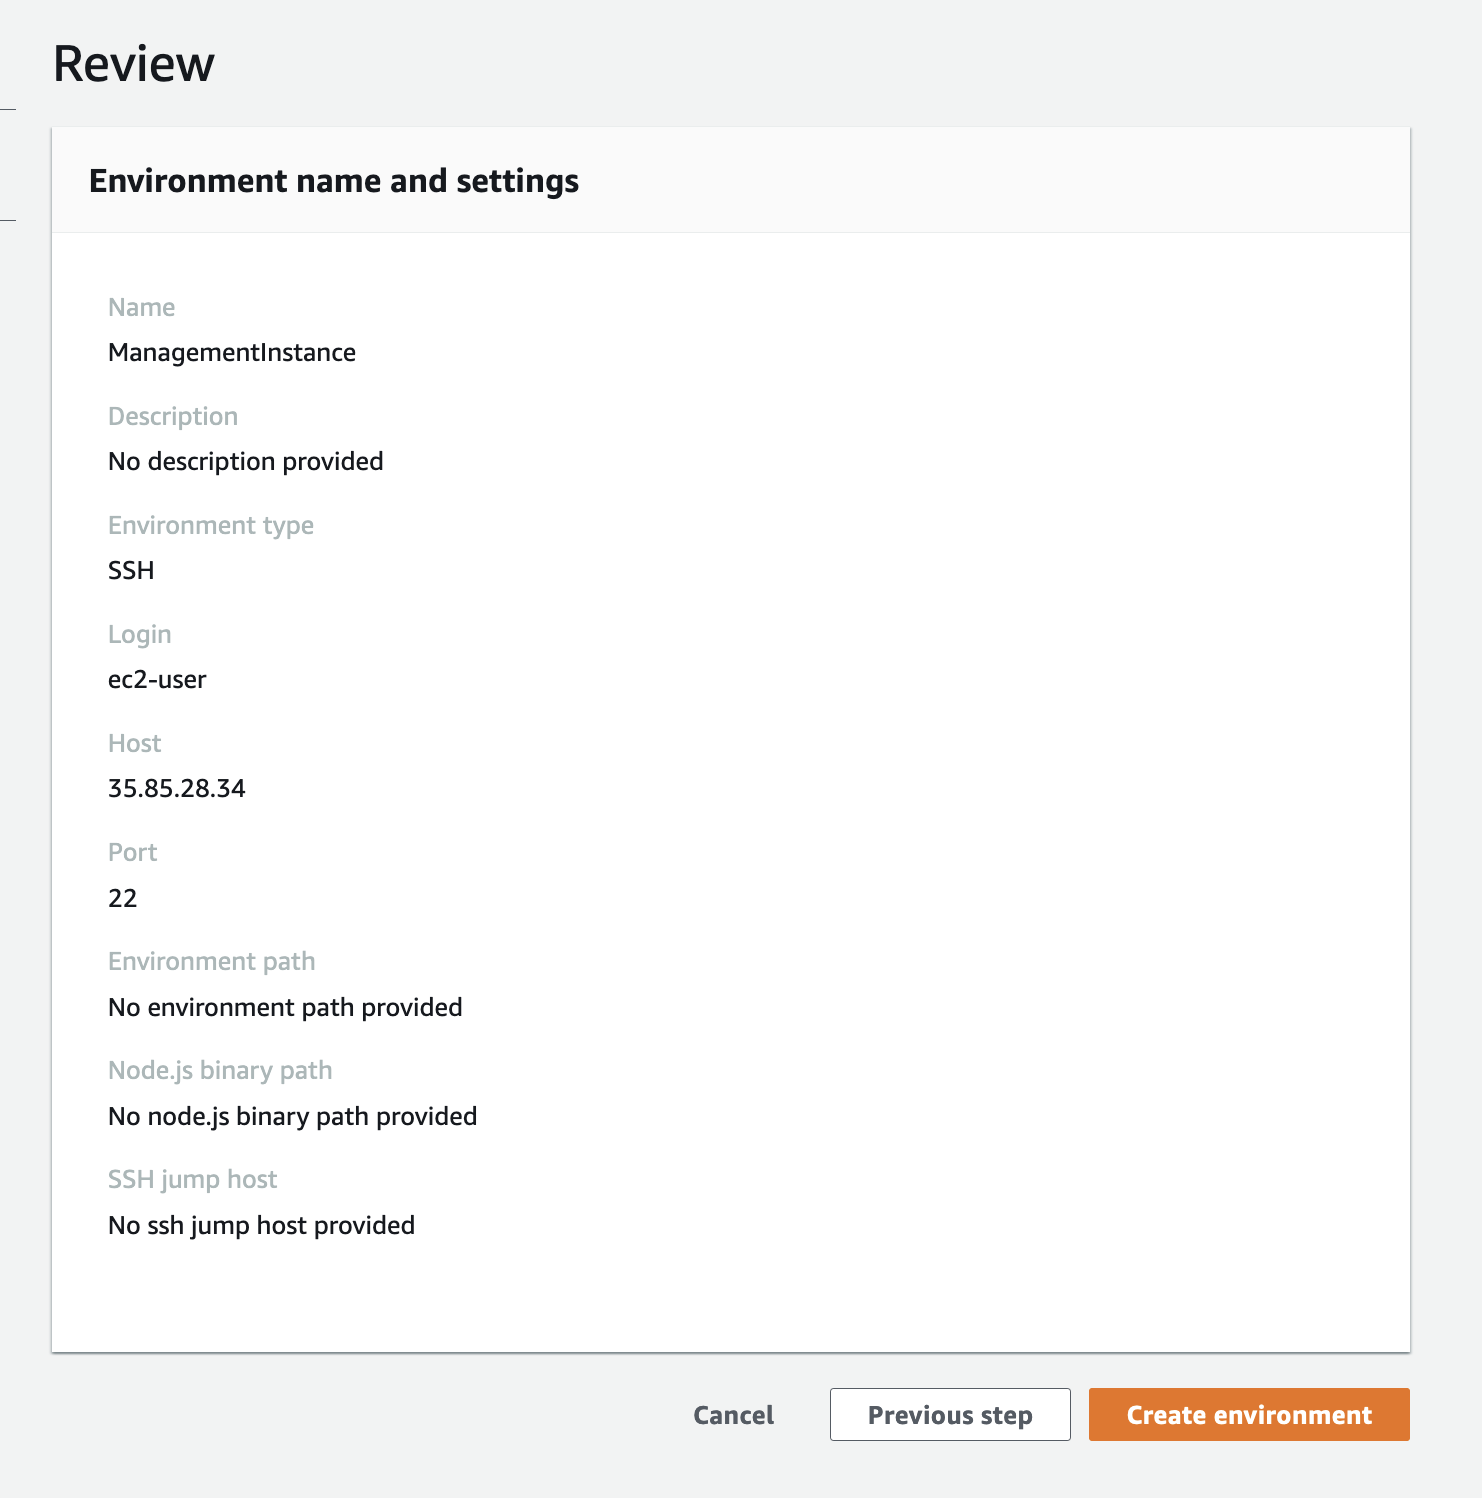 Review
Environment name and settings
Name
ManagementInstance
Description
No description provided
Environment type
SSH
Login
ec2-user
Host
35.85.28.34
Port
22
Environment path
No environment path provided
Node.js binary path
No node.js binary path provided
SSH jump host
No ssh jump host provided
Cancel
Previous step
Create environment